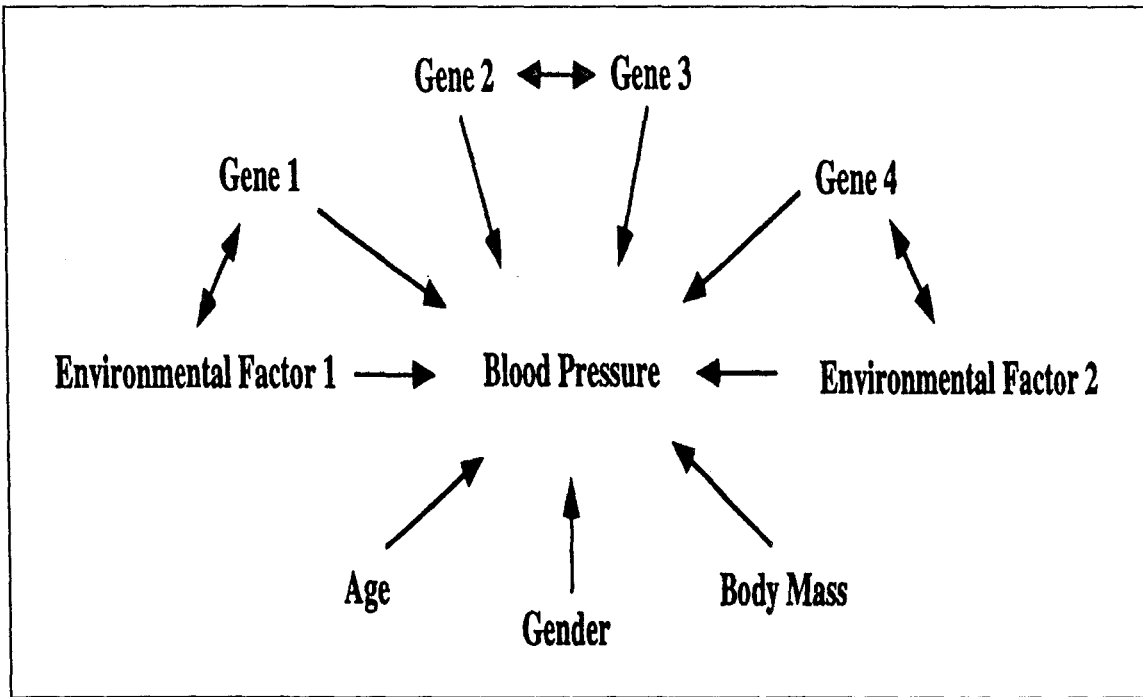 Gene 2
Gene 3
Gene 1
Gene 4
Environmental Factor 1
Blood Pressure
Environmental Factor 2
Age
Gender
Body Mass